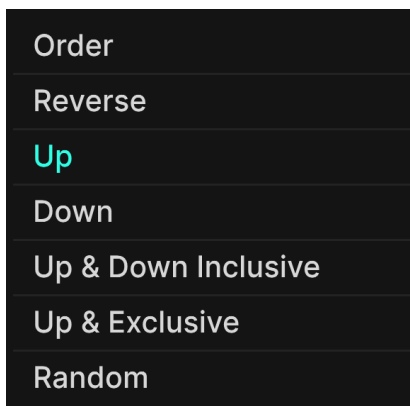 Order
Reverse
Up
Down
Up & Down Inclusive
Up & Exclusive
Random